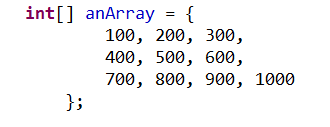 int[] anArray = {
100, 200, 300,
400, 500, 600,
700, 800, 900, 1000
};